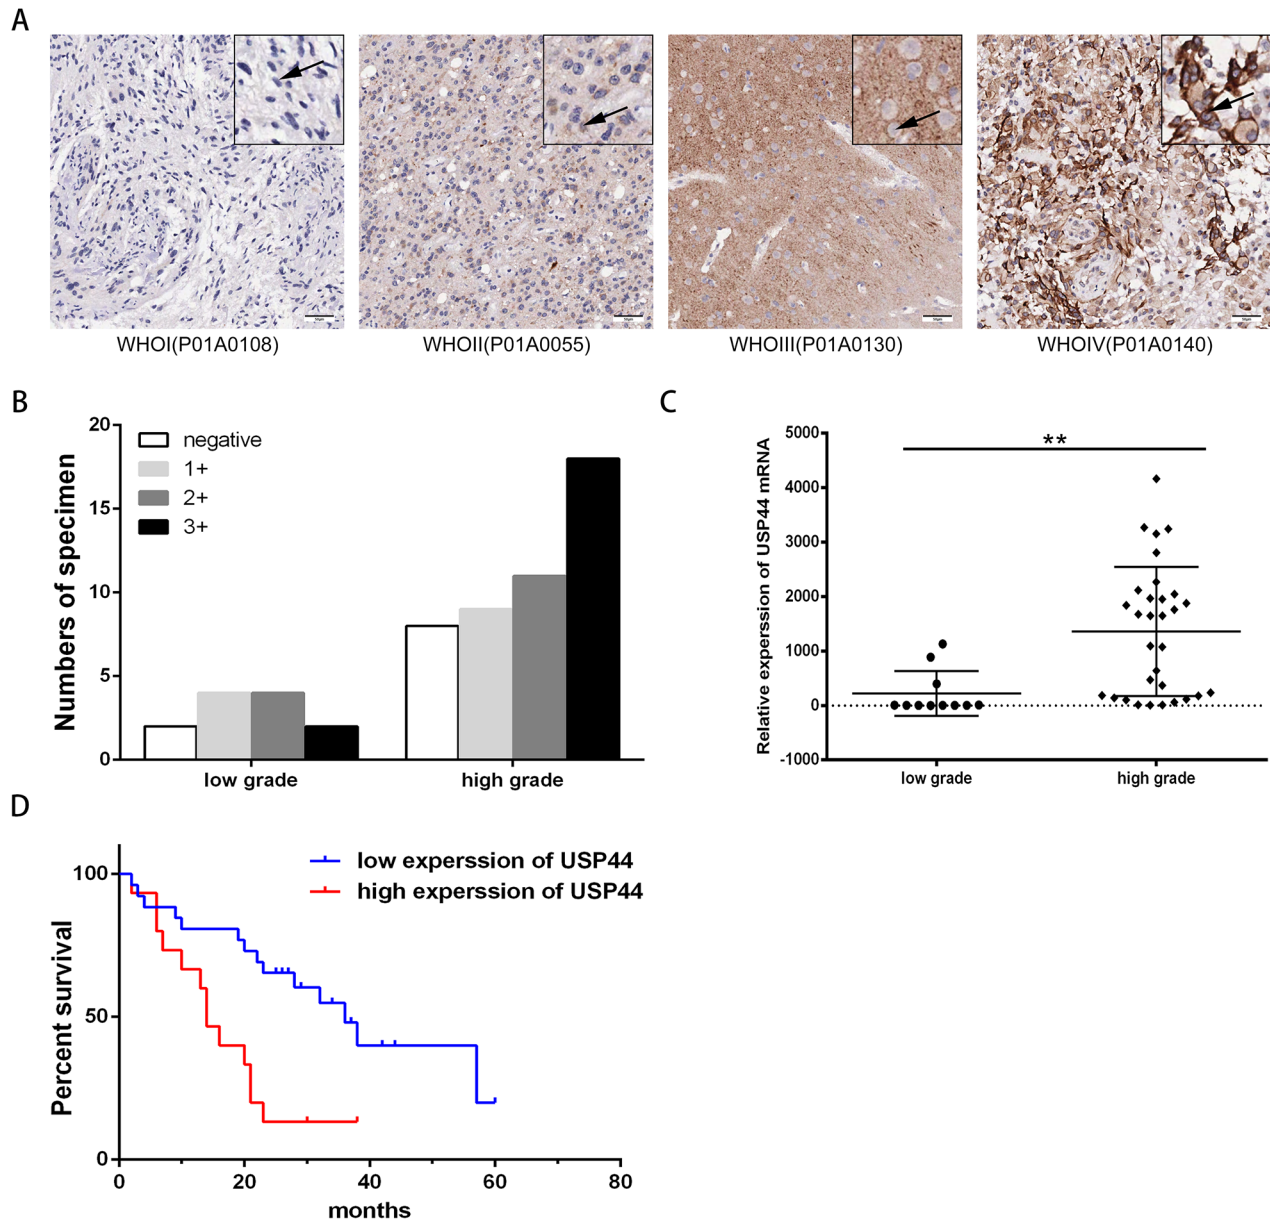 A
WHOI(P01A0108)
WHOII(P01A0055)
WHOIII(P01A0130)
WHOIV(P01A0140)
B
Numbers of specimen
20
15
10
5
0
negative
1+
2+
3+
low grade
high grade
C
Relative experssion of USP44 mRNA
5000
4000
3000
2000
1000
0
-1000
**
low grade
high grade
D
Percent survival
100
50
0
low experssion of USP44
high experssion of USP44
0
20
40
60
80
months